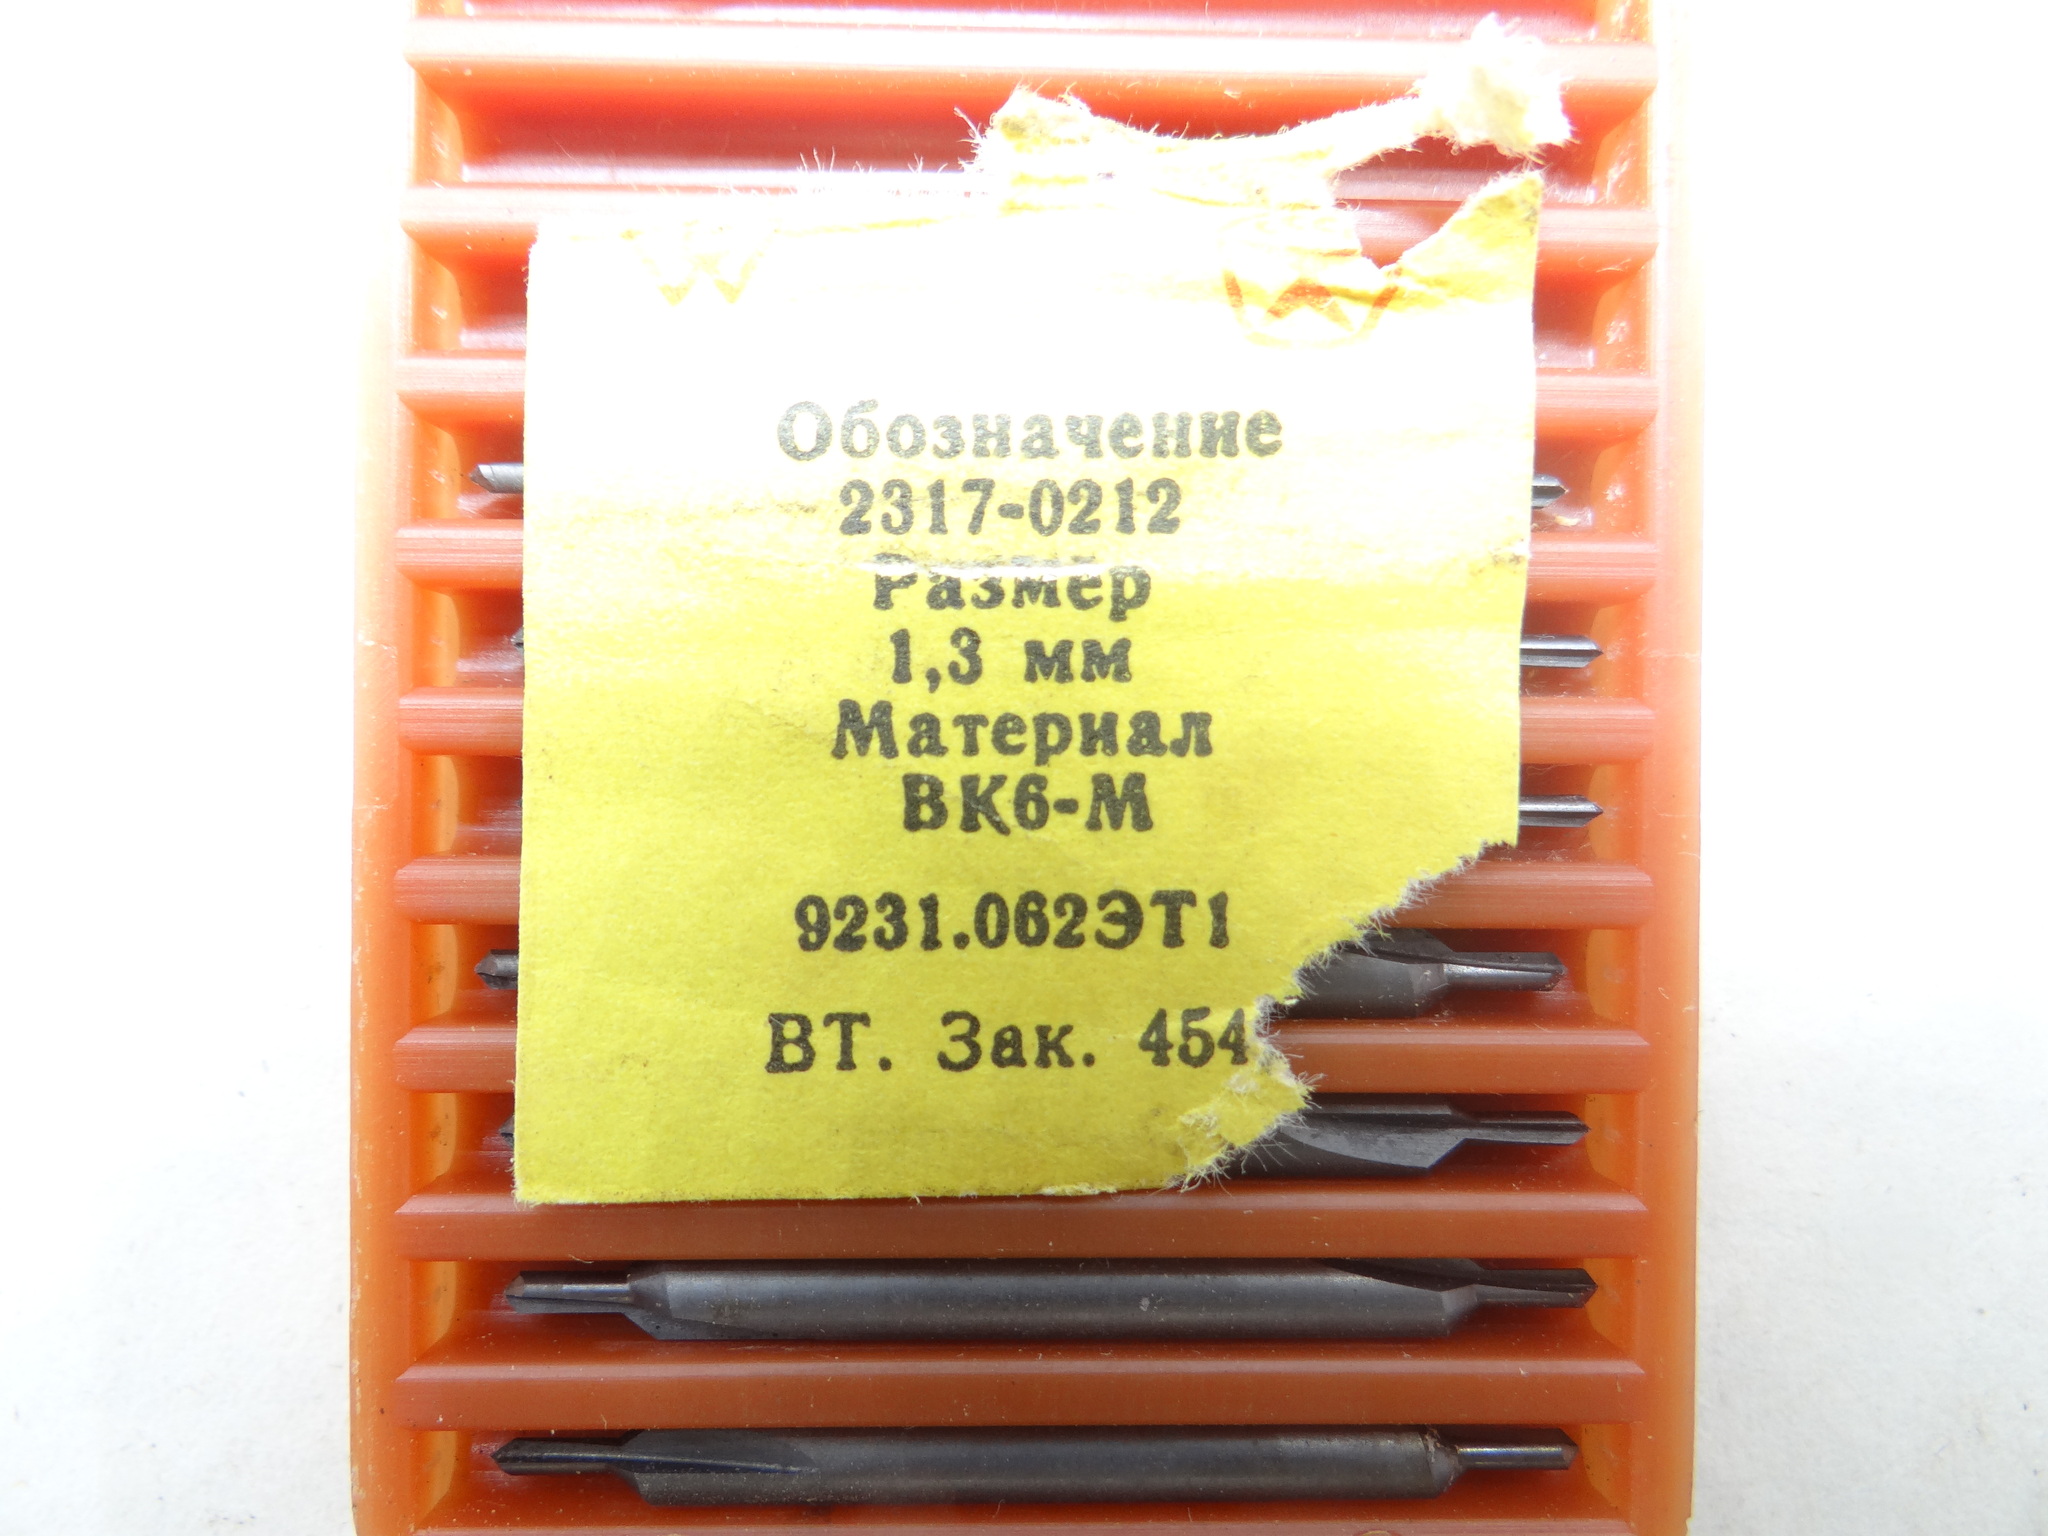 Обозначение
2317-0212
Размер
1,3 мм
Материал
ВК6-М
9231.062ЭТ1
ВТ. Зак. 454